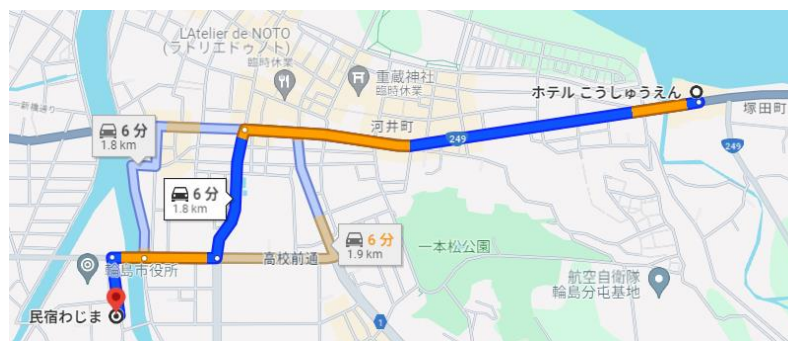 L'Atelier de NOTO
(ラトリエドゥノト)
臨時休業
重蔵神社
臨時休業
ホテル こうしゅうえん
塚田町
新橋通り
6 分
1.8 km
河井町
249
249
6 分
1.8 km
6 分
1.9 km
一本松公園
高校前通
輪島市役所
航空自衛隊
輪島分屯基地
民宿わじま
1